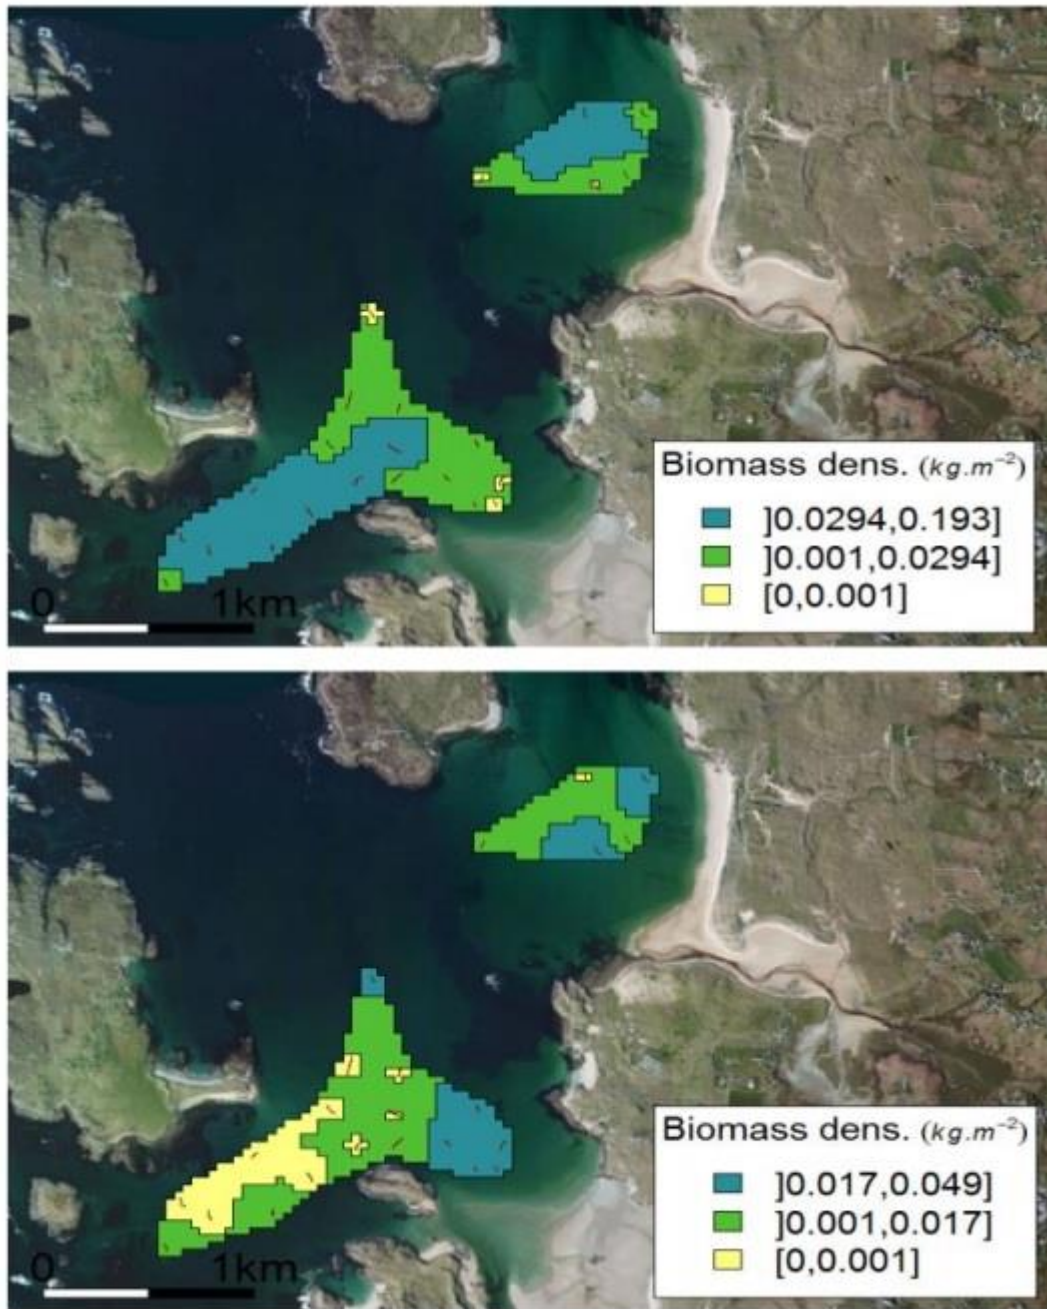 Biomass dens. (kg.m⁻²)
]0.0294,0.193]
]0.001,0.0294]
[0,0.001]
0 1km
Biomass dens. (kg.m⁻²)
]0.017,0.049]
]0.001,0.017]
[0,0.001]
0 1km